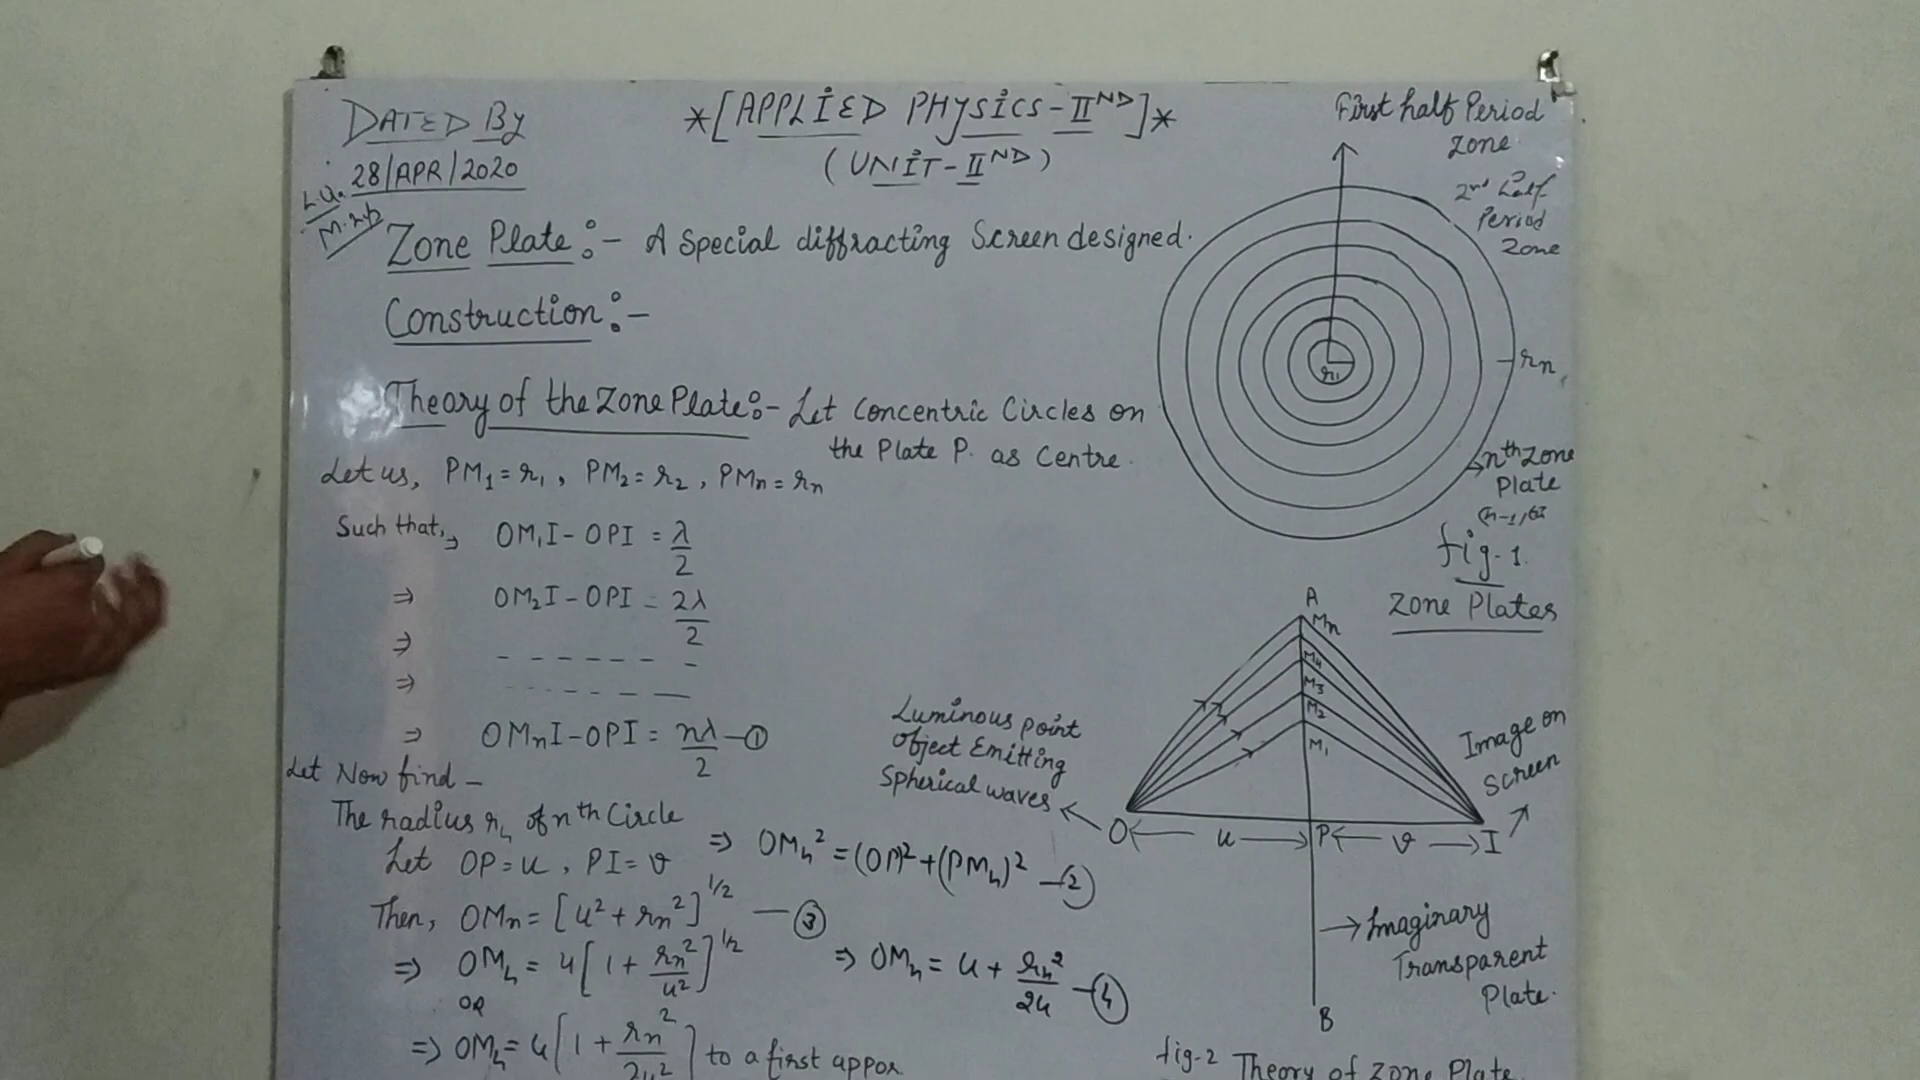 DATED By
28/APR/2020
*[APPLIED PHYSICS-II^ND]*
(UNIT-II^ND)
Zone Plate:- A Special diffracting Screen designed.
Construction:-
Theory of the Zone Plate:- Let Concentric Circles on
the Plate P. as Centre.
Let us, PM₁=r₁, PM₂=r₂, PMn=rn
Such that,⇒ OM₁I-OPI = λ/2
⇒ OM₂I-OPI = 2λ/2
⇒ - - - - - - -
⇒ - - - - - - -
⇒ OMnI-OPI = nλ/2 -①
Let Now find -
The radius rn of nth Circle
Let OP=u, PI=v ⇒ OMn²=(OP)²+(PMn)² -②
Then, OMn=[u²+rn²]^1/2 -③
⇒ OMn=u[1+rn²/u²]^1/2 ⇒ OMn=u+rn²/2u -④
OR
⇒ OMn=u[1+rn²/2u²] to a first appox.
First half Period
Zone
2nd half
Period
Zone
r₁
rn
nth Zone
Plate
fig-1.
Zone Plates
A
Mn
M4
M3
M2
M1
Luminous point
Object Emitting
Spherical waves
Image on
Screen
O u P v I
Imaginary
Transparent
Plate.
B
fig-2 Theory of Zone Plate.